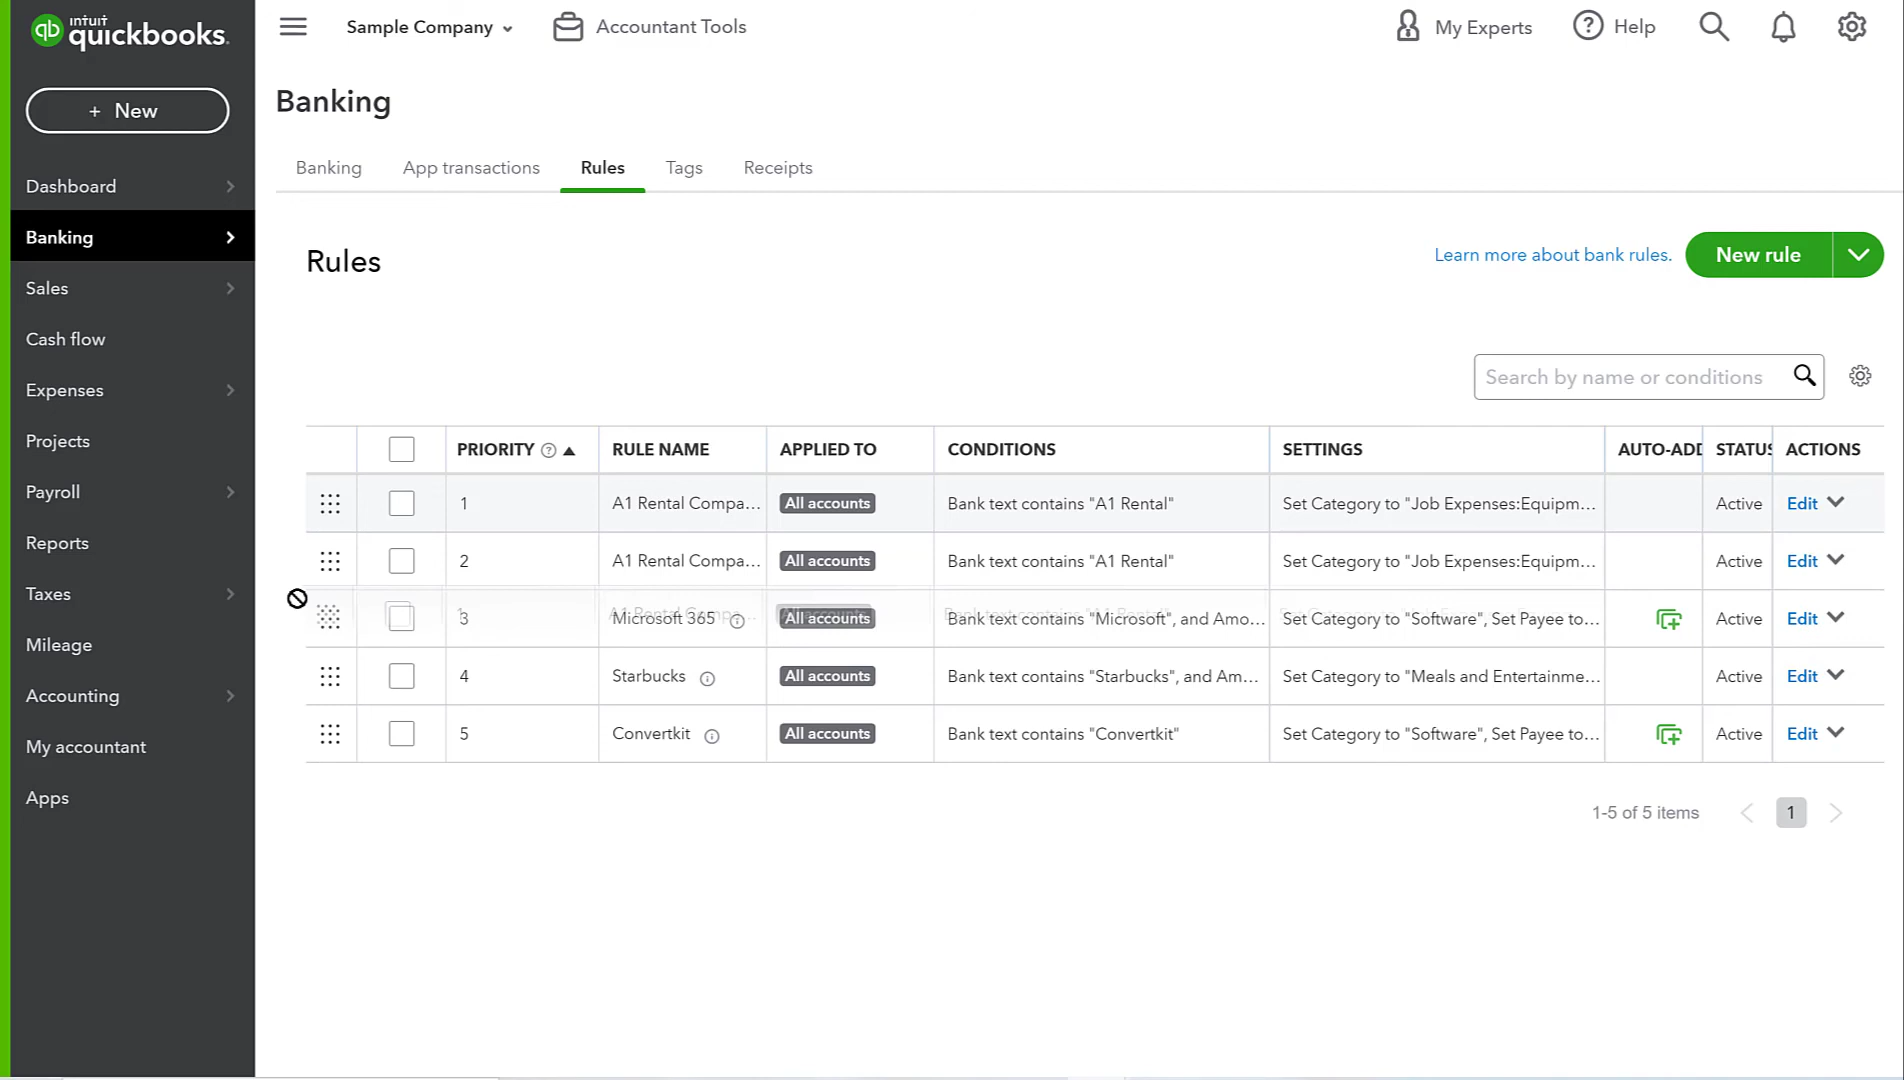 intuit
quickbooks.
Sample Company
Accountant Tools
My Experts
Help
+ New
Banking
Banking
App transactions
Rules
Tags
Receipts
Dashboard
Banking
Sales
Cash flow
Expenses
Projects
Payroll
Reports
Taxes
Mileage
Accounting
My accountant
Apps
Rules
Learn more about bank rules.
New rule
Search by name or conditions
PRIORITY RULE NAME APPLIED TO CONDITIONS SETTINGS AUTO-ADD STATUS ACTIONS
1 A1 Rental Compa... All accounts Bank text contains "A1 Rental" Set Category to "Job Expenses:Equipm... Active Edit
2 A1 Rental Compa... All accounts Bank text contains "A1 Rental" Set Category to "Job Expenses:Equipm... Active Edit
3 Microsoft 365 All accounts Bank text contains "Microsoft", and Amo... Set Category to "Software", Set Payee to... Active Edit
4 Starbucks All accounts Bank text contains "Starbucks", and Am... Set Category to "Meals and Entertainme... Active Edit
5 Convertkit All accounts Bank text contains "Convertkit" Set Category to "Software", Set Payee to... Active Edit
1-5 of 5 items
1